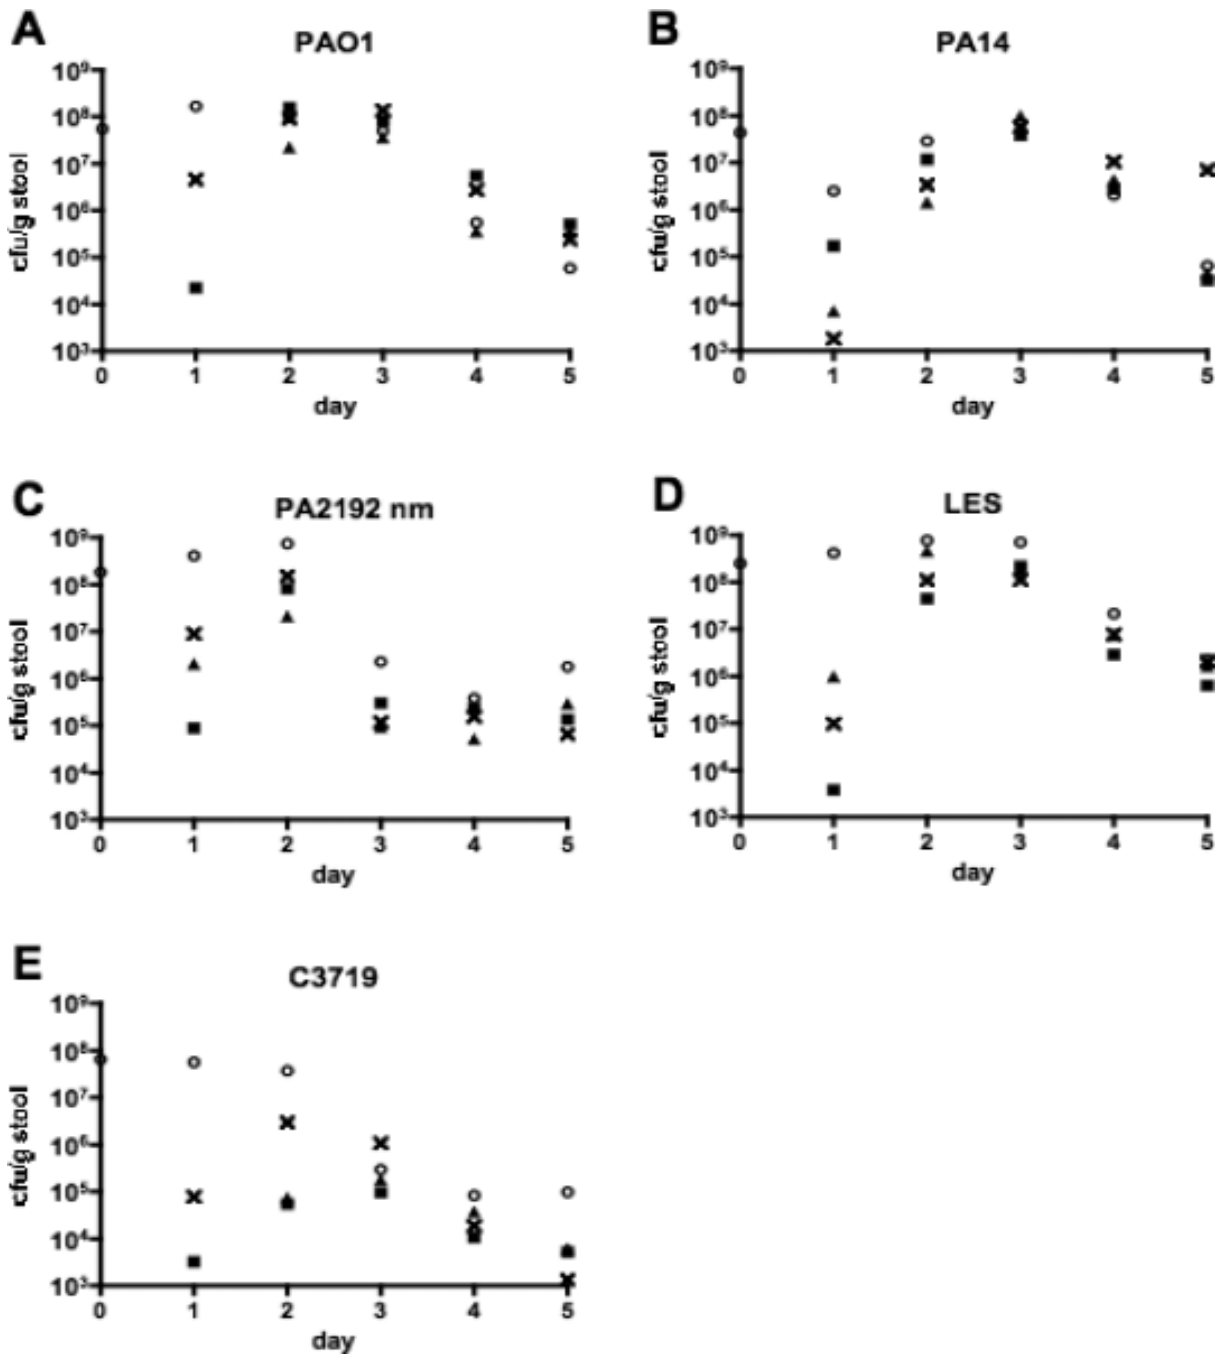 A
PAO1
cfu/g stool
10⁹
10⁸
10⁷
10⁶
10⁵
10⁴
10³
0 1 2 3 4 5
day
B
PA14
cfu/g stool
10⁹
10⁸
10⁷
10⁶
10⁵
10⁴
10³
0 1 2 3 4 5
day
C
PA2192 nm
cfu/g stool
10⁹
10⁸
10⁷
10⁶
10⁵
10⁴
10³
0 1 2 3 4 5
day
D
LES
cfu/g stool
10⁹
10⁸
10⁷
10⁶
10⁵
10⁴
10³
0 1 2 3 4 5
day
E
C3719
cfu/g stool
10⁹
10⁸
10⁷
10⁶
10⁵
10⁴
10³
0 1 2 3 4 5
day